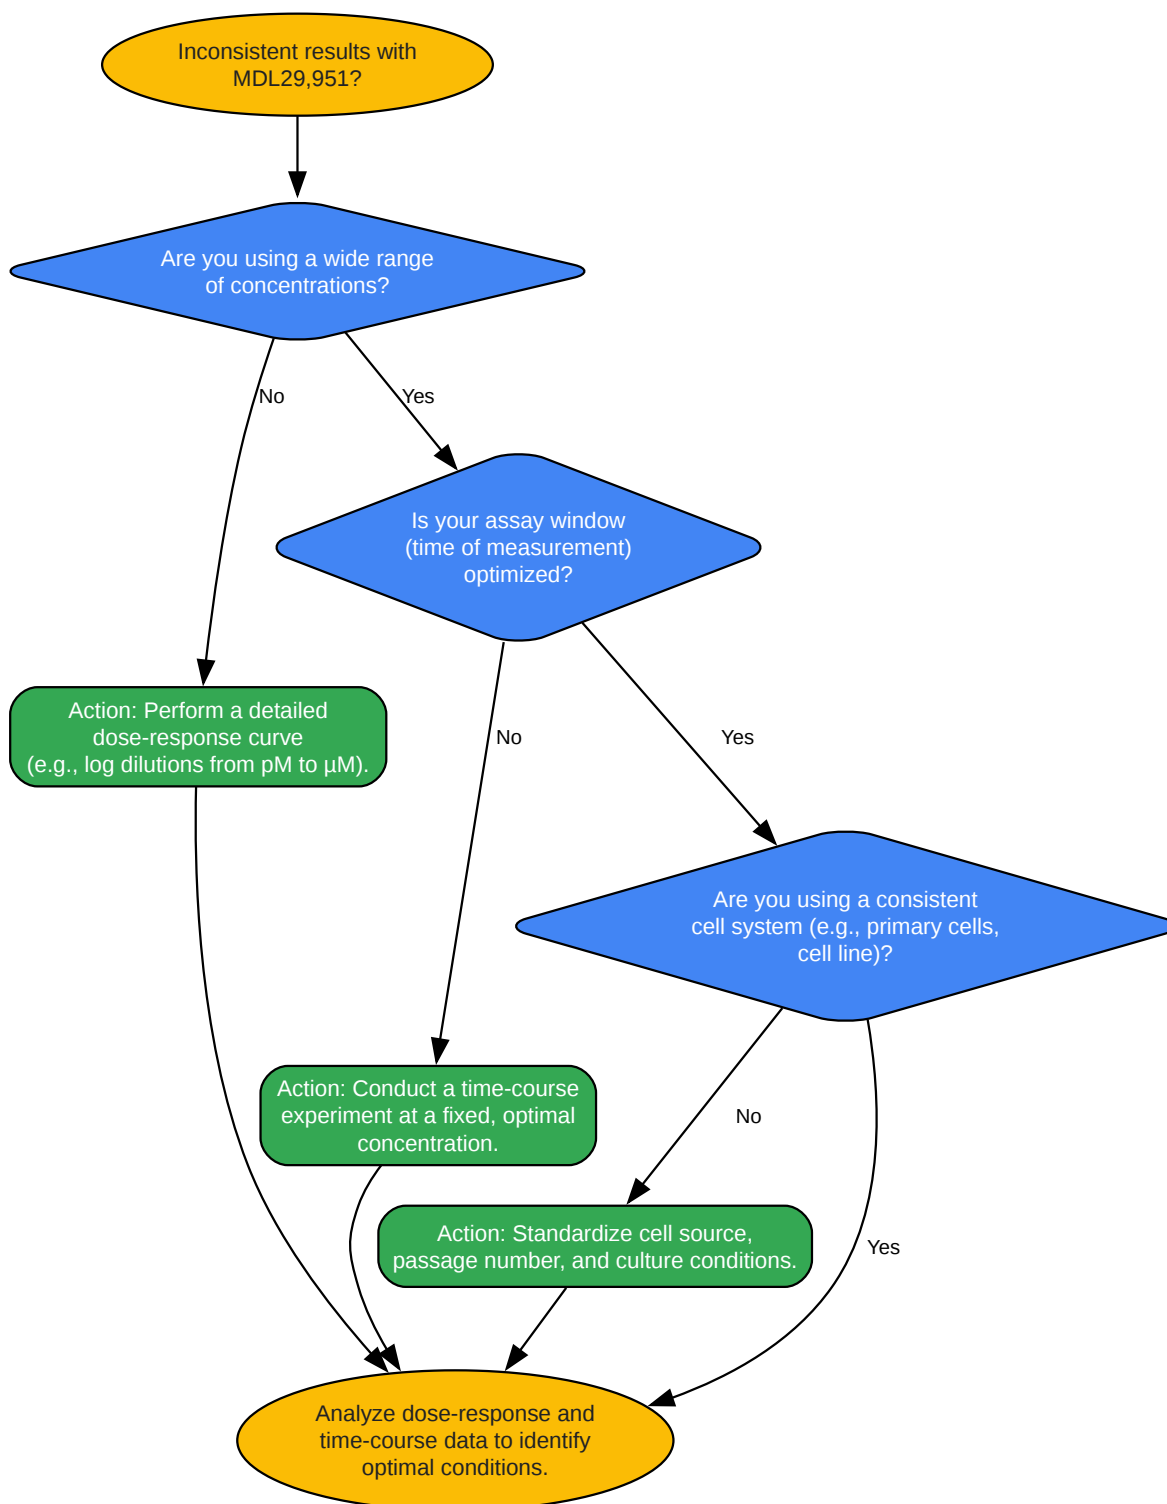 Inconsistent results with
MDL29,951?
Are you using a wide range
of concentrations?
No
Yes
Is your assay window
(time of measurement)
optimized?
Action: Perform a detailed
dose-response curve
(e.g., log dilutions from pM to µM).
No
Yes
Are you using a consistent
cell system (e.g., primary cells,
cell line)?
Action: Conduct a time-course
experiment at a fixed, optimal
concentration.
No
Action: Standardize cell source,
passage number, and culture conditions.
Yes
Analyze dose-response and
time-course data to identify
optimal conditions.